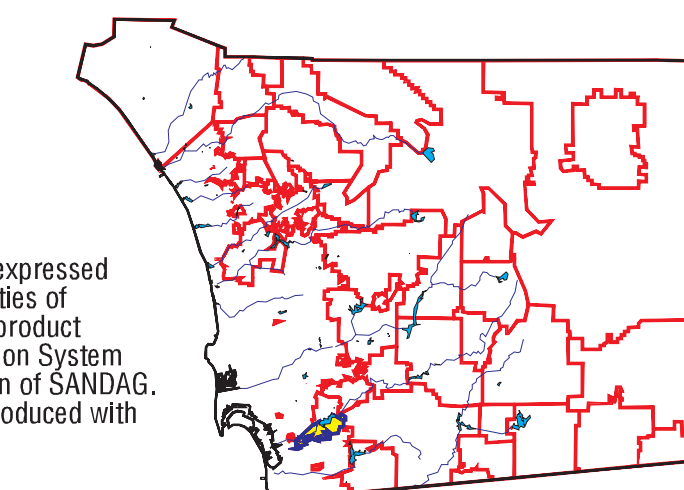 expressed
ties of
product
on System
n of SANDAG.
oduced with